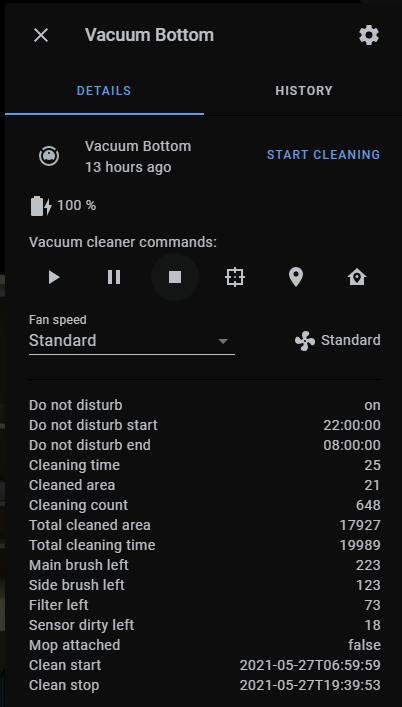 Vacuum Bottom
DETAILS HISTORY
Vacuum Bottom
13 hours ago
START CLEANING
100 %
Vacuum cleaner commands:
Fan speed
Standard Standard
Do not disturb on
Do not disturb start 22:00:00
Do not disturb end 08:00:00
Cleaning time 25
Cleaned area 21
Cleaning count 648
Total cleaned area 17927
Total cleaning time 19989
Main brush left 223
Side brush left 123
Filter left 73
Sensor dirty left 18
Mop attached false
Clean start 2021-05-27T06:59:59
Clean stop 2021-05-27T19:39:53